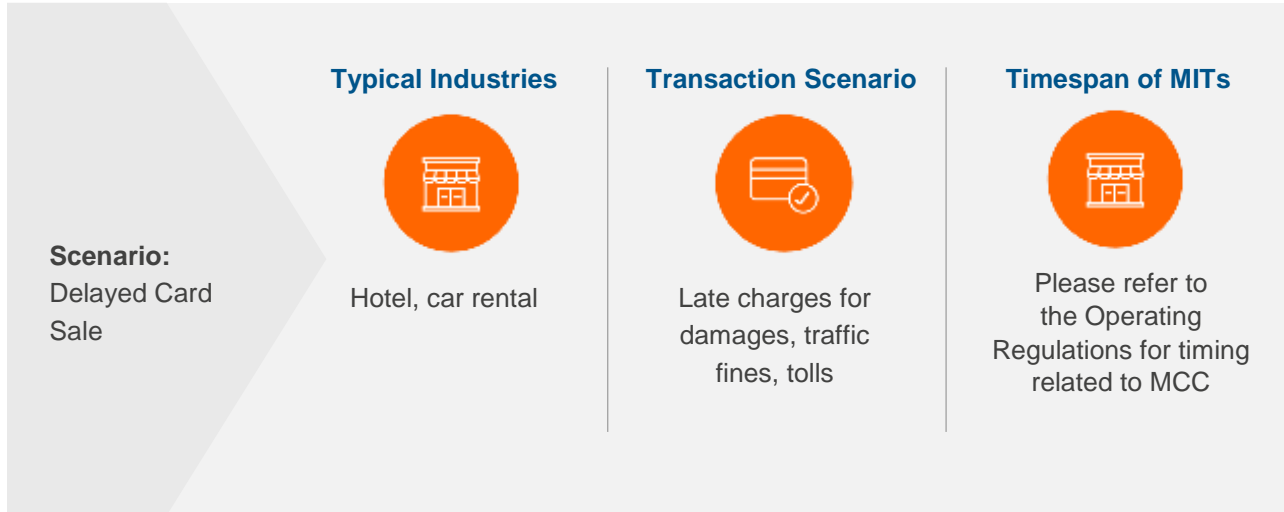 Scenario:
Delayed Card
Sale
Typical Industries
Hotel, car rental
Transaction Scenario
Late charges for
damages, traffic
fines, tolls
Timespan of MITs
Please refer to
the Operating
Regulations for timing
related to MCC